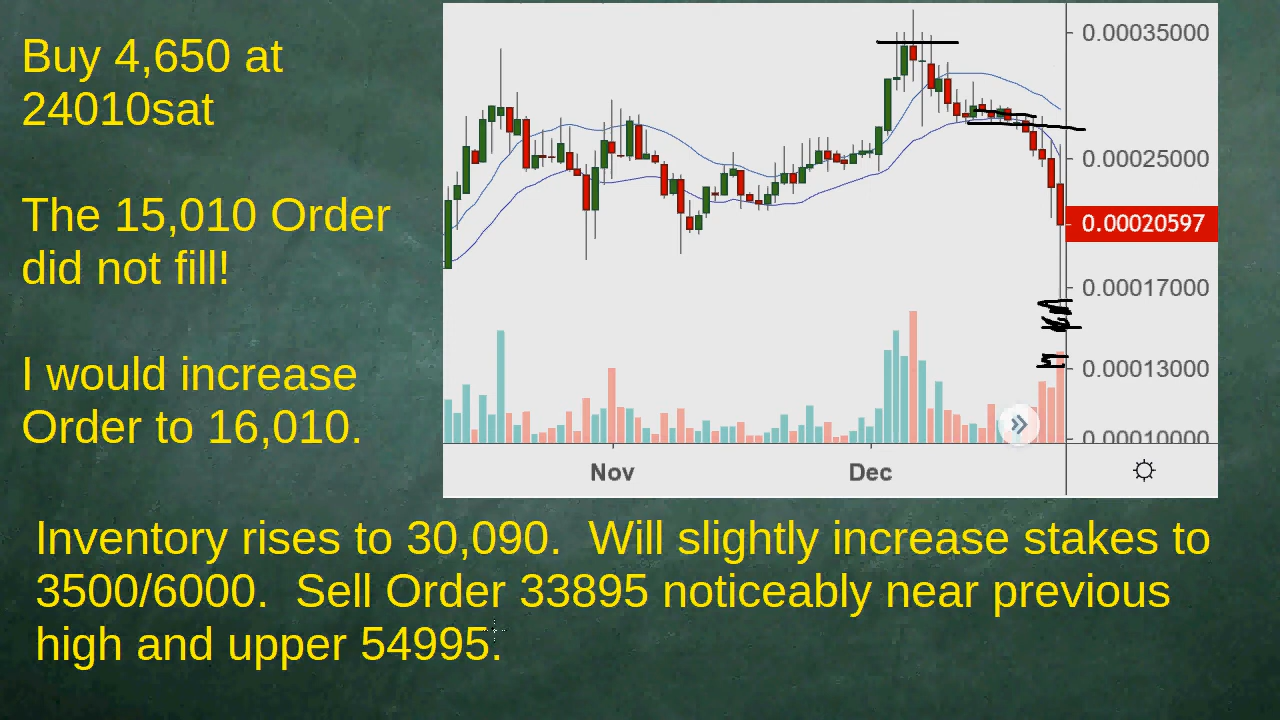 Buy 4,650 at
24010sat
The 15,010 Order
did not fill!
I would increase
Order to 16,010.
0.00035000
0.00025000
0.00020597
0.00017000
0.00013000
0.00010000
Nov
Dec
Inventory rises to 30,090.  Will slightly increase stakes to
3500/6000.  Sell Order 33895 noticeably near previous
high and upper 54995.